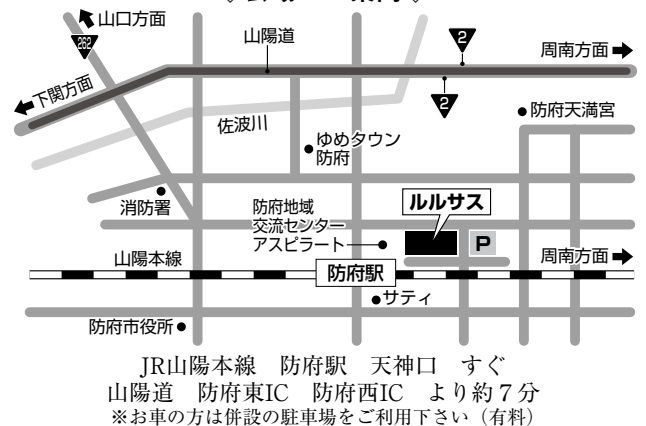 山口方面
262
山陽道
2
周南方面
下関方面
2
佐波川
防府天満宮
ゆめタウン
防府
消防署
防府地域
交流センター
アスピラート
ルルサス
P
山陽本線
周南方面
防府駅
サティ
防府市役所
JR山陽本線 防府駅 天神口 すぐ
山陽道 防府東IC 防府西IC より約7分
※お車の方は併設の駐車場をご利用下さい（有料）